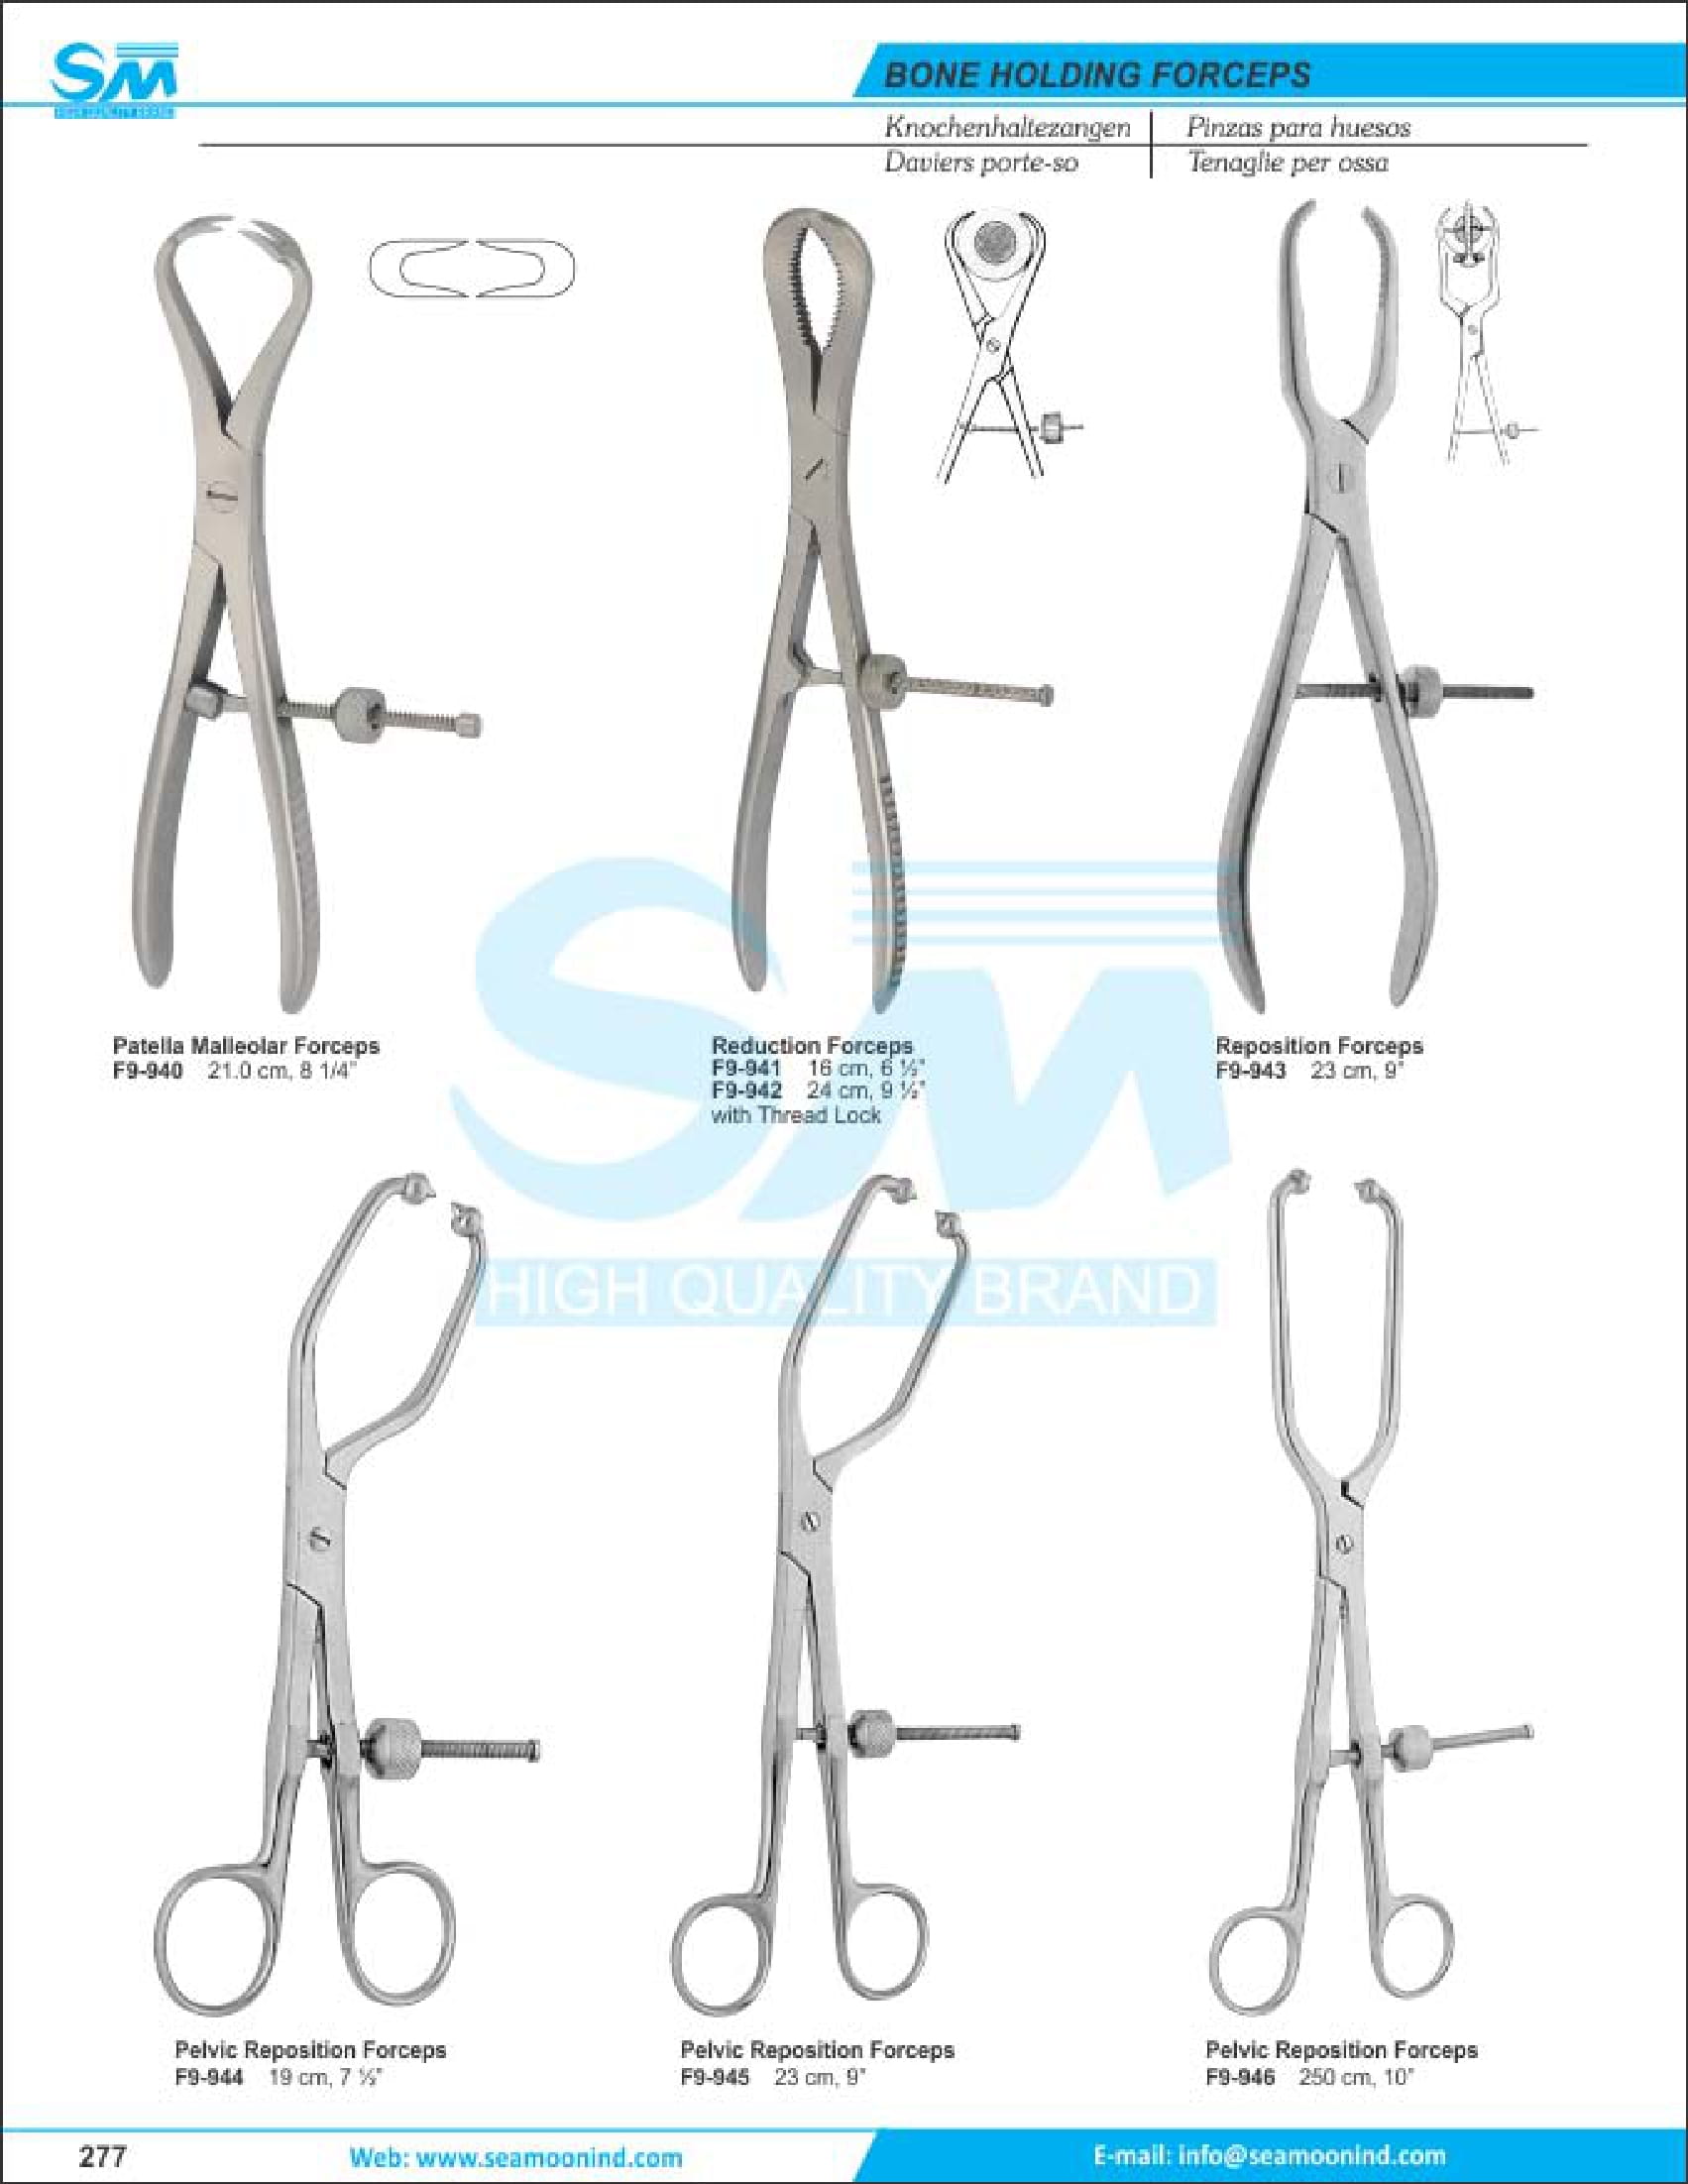 SM
BONE HOLDING FORCEPS
Knochenhaltezangen
Pinzas para huesos
Daviers porte-so
Tenaglie per ossa
Patella Malleolar Forceps
F9-940 21.0 cm, 8 1/4"
Reduction Forceps
F9-941 16 cm, 6 ½"
F9-942 24 cm, 9 ½"
with Thread Lock
Reposition Forceps
F9-943 23 cm, 9"
SM
HIGH QUALITY BRAND
Pelvic Reposition Forceps
F9-944 19 cm, 7 ½"
Pelvic Reposition Forceps
F9-945 23 cm, 9"
Pelvic Reposition Forceps
F9-946 250 cm, 10"
277
Web: www.seamoonind.com
E-mail: info@seamoonind.com